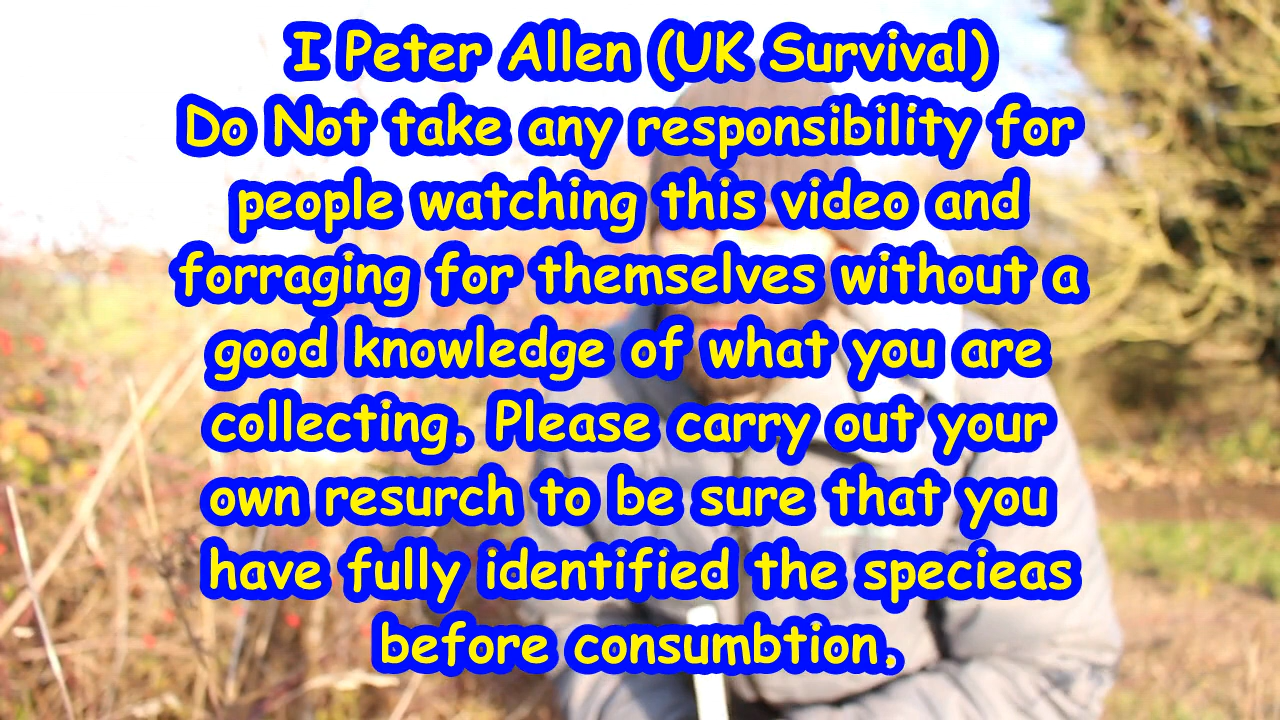 I Peter Allen (UK Survival)
Do Not take any responsibility for
people watching this video and
forraging for themselves without a
good knowledge of what you are
collecting. Please carry out your
own resurch to be sure that you
have fully identified the specieas
before consumbtion.